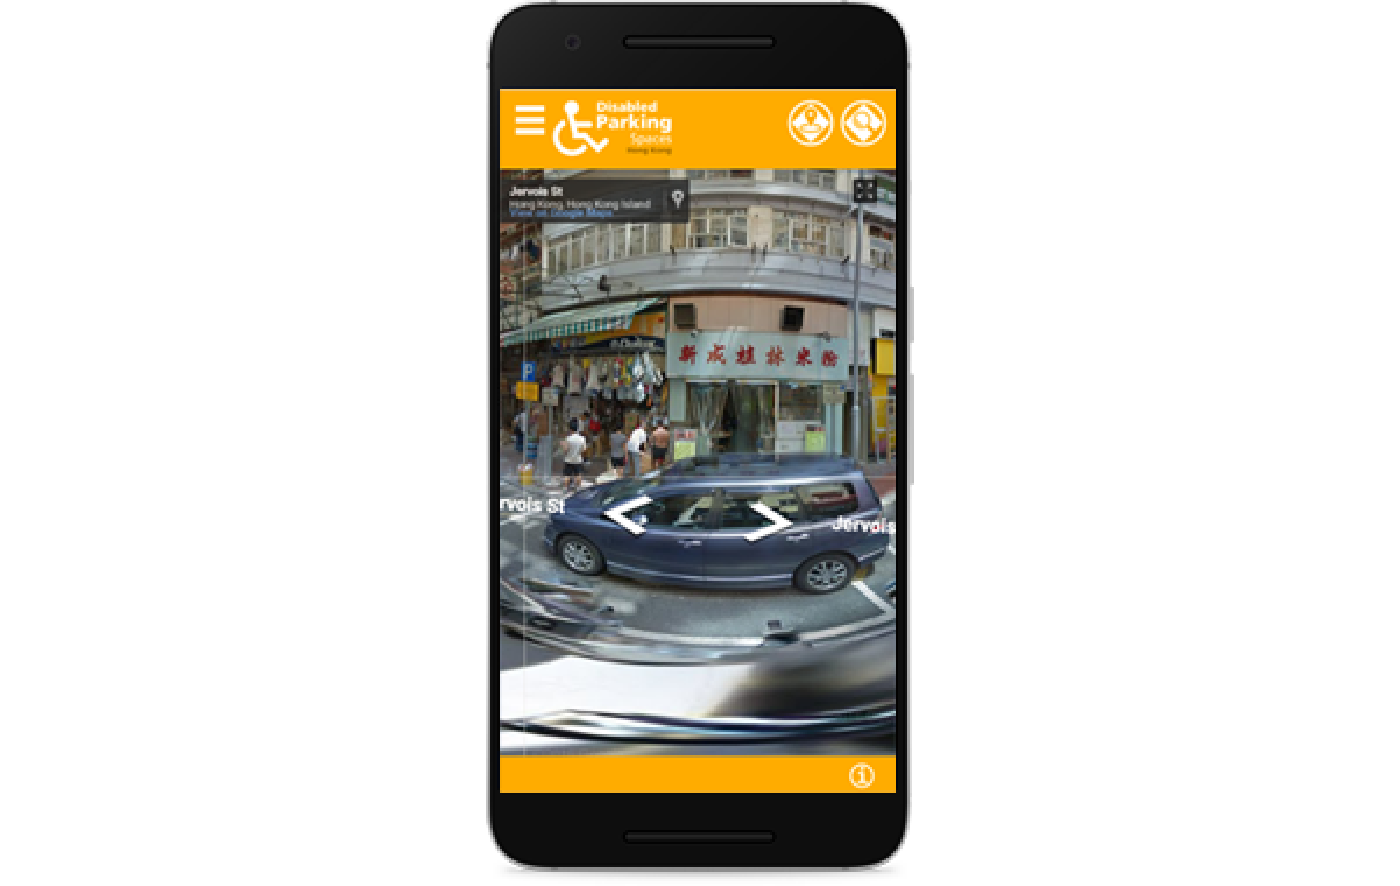 Disabled
Parking
Spaces
Hong Kong
Jervois St
Hong Kong, Hong Kong Island
View on Google Maps
新成桂林米粉
P
rvois St
Jervois